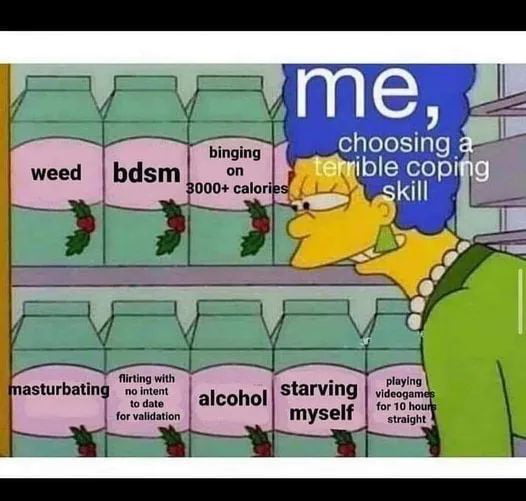 me,
choosing a
terrible coping
skill
weed
bdsm
binging
on
3000+ calories
masturbating
flirting with
no intent
to date
for validation
alcohol
starving
myself
playing
videogames
for 10 hours
straight